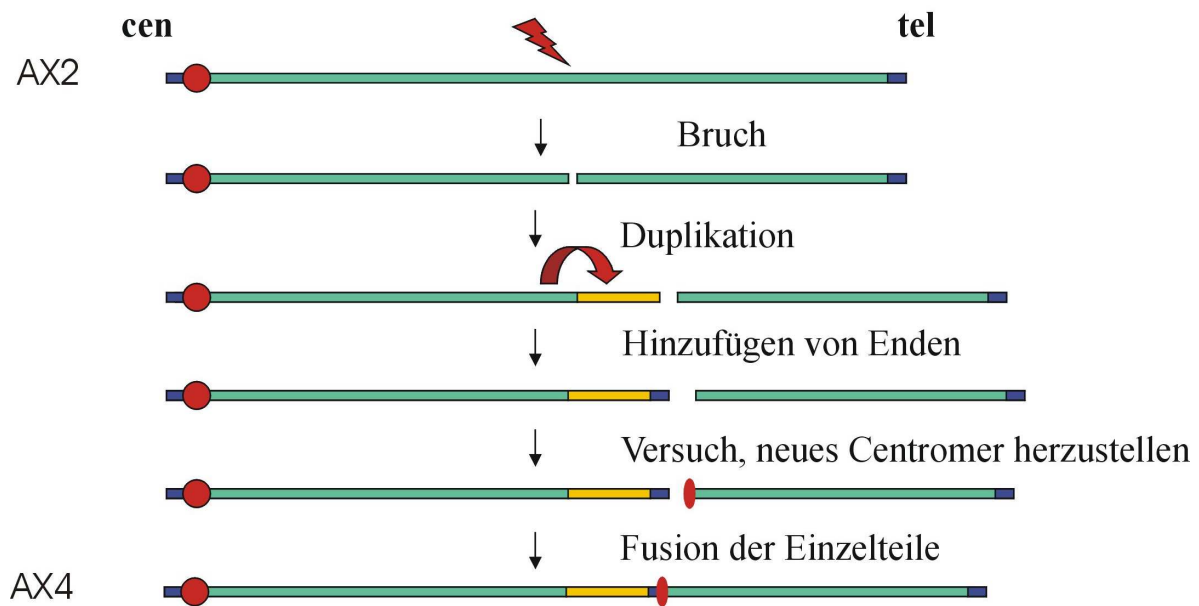 cen tel
AX2
Bruch
Duplikation
Hinzufügen von Enden
Versuch, neues Centromer herzustellen
Fusion der Einzelteile
AX4